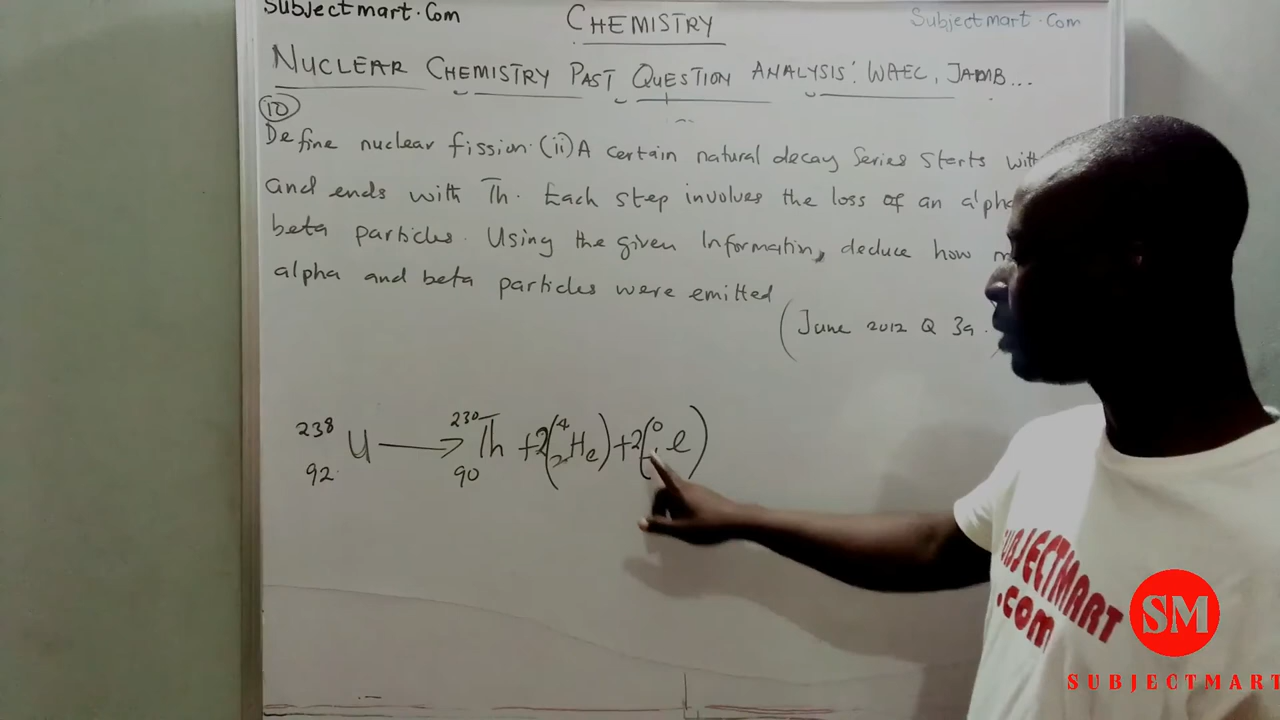 Subjectmart.Com CHEMISTRY Subjectmart.Com
NUCLEAR CHEMISTRY PAST QUESTION ANALYSIS: WAEC, JAMB...
10
Define nuclear fission. (ii) A certain natural decay Series starts with
and ends with Th. Each step involves the loss of an alpha
beta particles. Using the given Information, deduce how
alpha and beta particles were emitted
(June 2012 Q 3a.
238 92 U → 230 90 Th + 2(4 2 He) + 2(0 -1 e)
SUBJECTMART
.COM
SM
SUBJECTMART